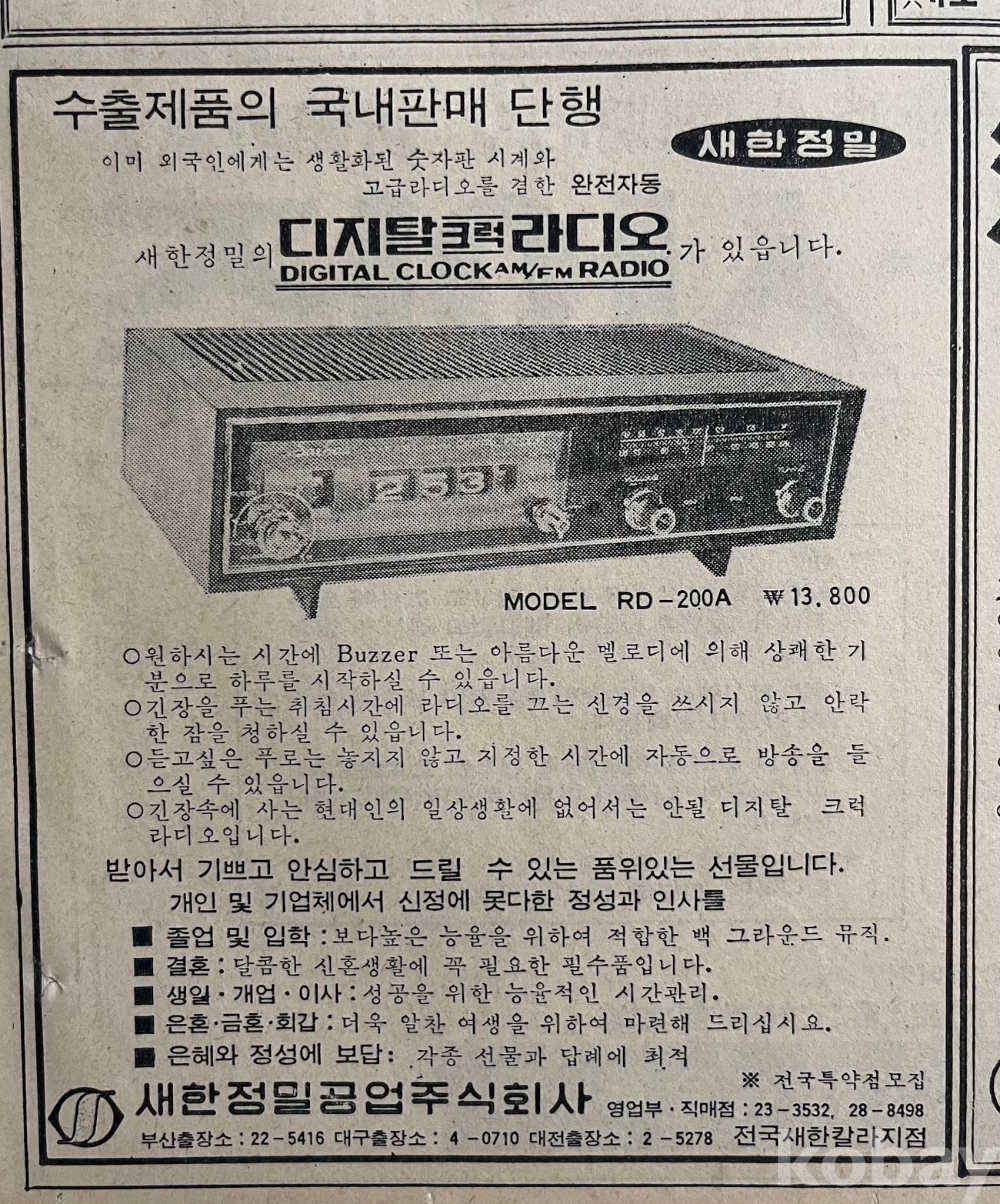 수출제품의 국내판매 단행
새한정밀
이미 외국인에게는 생활화된 숫자판 시계와
고급라디오를 겸한 완전자동
새한정밀의 디지탈크럭라디오가 있읍니다.
DIGITAL CLOCK AM/FM RADIO
253
MODEL RD-200A ₩13,800
○원하시는 시간에 Buzzer 또는 아름다운 멜로디에 의해 상쾌한 기
분으로 하루를 시작하실 수 있읍니다.
○긴장을 푸는 취침시간에 라디오를 끄는 신경을 쓰시지 않고 안락
한 잠을 청하실 수 있읍니다.
○듣고싶은 푸로는 놓지지 않고 지정한 시간에 자동으로 방송을 들
으실 수 있읍니다.
○긴장속에 사는 현대인의 일상생활에 없어서는 안될 디지탈 크럭
라디오입니다.
받아서 기쁘고 안심하고 드릴 수 있는 품위있는 선물입니다.
개인 및 기업체에서 신정에 못다한 정성과 인사를
■ 졸업 및 입학 : 보다높은 능율을 위하여 적합한 백 그라운드 뮤직.
■ 결혼 : 달콤한 신혼생활에 꼭 필요한 필수품입니다.
■ 생일·개업·이사 : 성공을 위한 능율적인 시간관리.
■ 은혼·금혼·회갑 : 더욱 알찬 여생을 위하여 마련해 드리십시요.
■ 은혜와 정성에 보답 : 각종 선물과 답례에 최적
※ 전국특약점모집
새한정밀공업주식회사 영업부·직매점 : 23-3532, 28-8498
부산출장소 : 22-5416 대구출장소 : 4-0710 대전출장소 : 2-5278 전국새한칼라지점
kobay